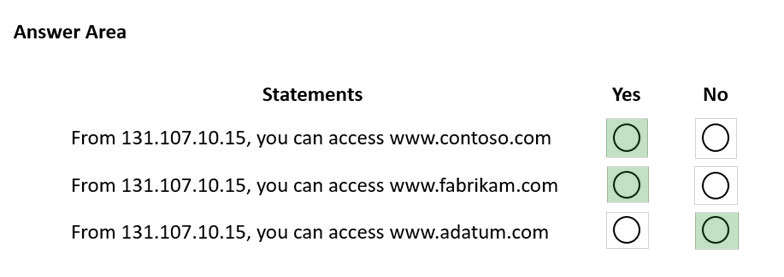 Answer Area
Statements Yes No
From 131.107.10.15, you can access www.contoso.com
From 131.107.10.15, you can access www.fabrikam.com
From 131.107.10.15, you can access www.adatum.com